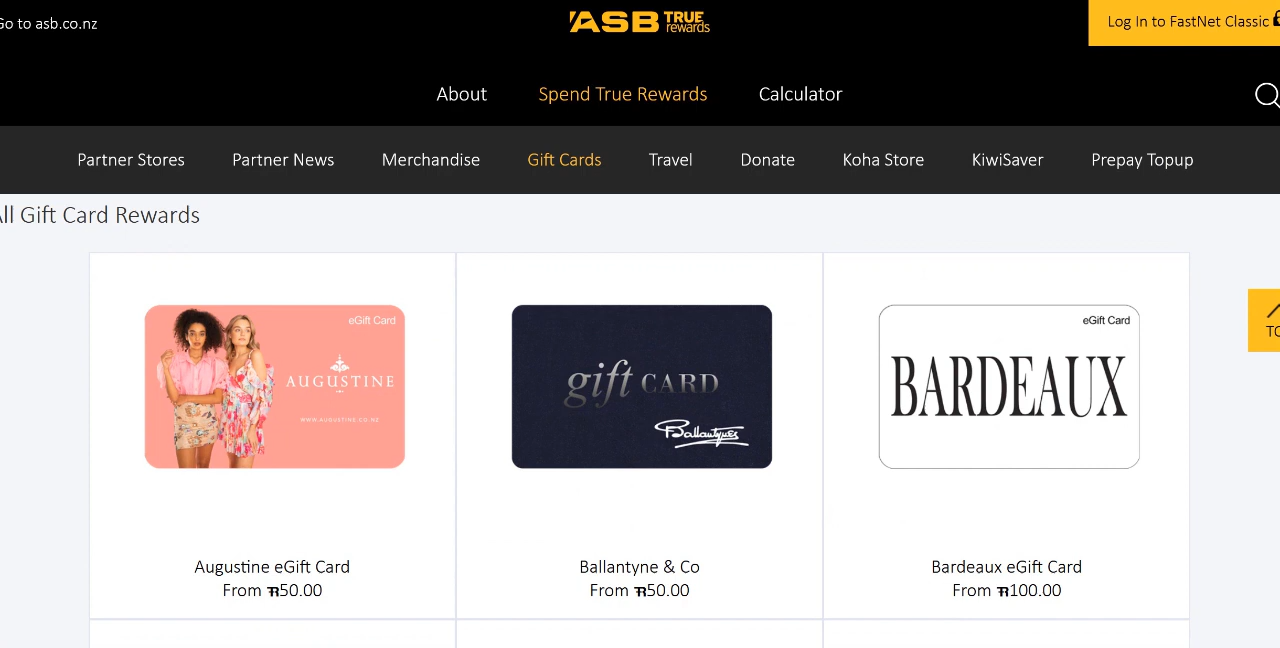 Go to asb.co.nz
ASB TRUE rewards
Log In to FastNet Classic
About Spend True Rewards Calculator
Partner Stores Partner News Merchandise Gift Cards Travel Donate Koha Store KiwiSaver Prepay Topup
All Gift Card Rewards
eGift Card
AUGUSTINE
WWW.AUGUSTINE.CO.NZ
gift CARD
Ballantynes
eGift Card
BARDEAUX
Augustine eGift Card
From TR50.00
Ballantyne & Co
From TR50.00
Bardeaux eGift Card
From TR100.00